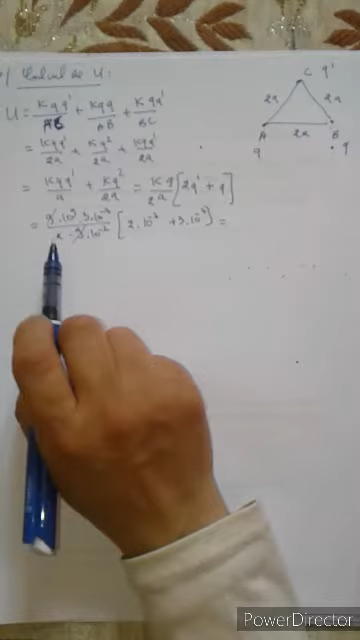 Calcul de U :
U = Kqq'/AC + Kqq/AB + Kqq'/BC
= Kqq'/2a + Kq²/2a + Kqq'/2a
= Kqq'/a + Kq²/2a = Kq/2a [2q' + q]
C q'
2a 2a
A 2a B
q q
PowerDirector